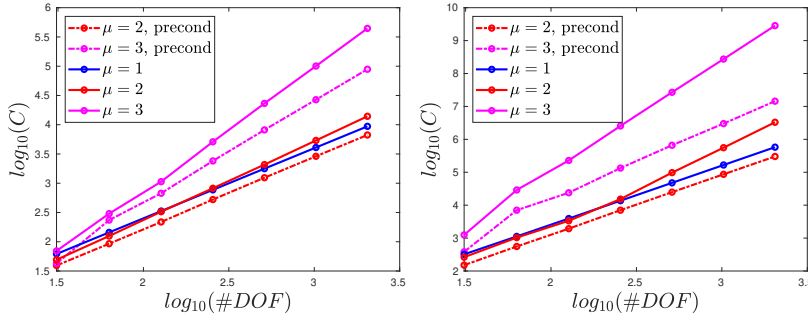 6
5.5
5
4.5
4
3.5
3
2.5
2
1.5
log10(C)
μ = 2, precond
μ = 3, precond
μ = 1
μ = 2
μ = 3
1.5 2 2.5 3 3.5
log10(#DOF)
10
9
8
7
6
5
4
3
2
log10(C)
μ = 2, precond
μ = 3, precond
μ = 1
μ = 2
μ = 3
1.5 2 2.5 3 3.5
log10(#DOF)